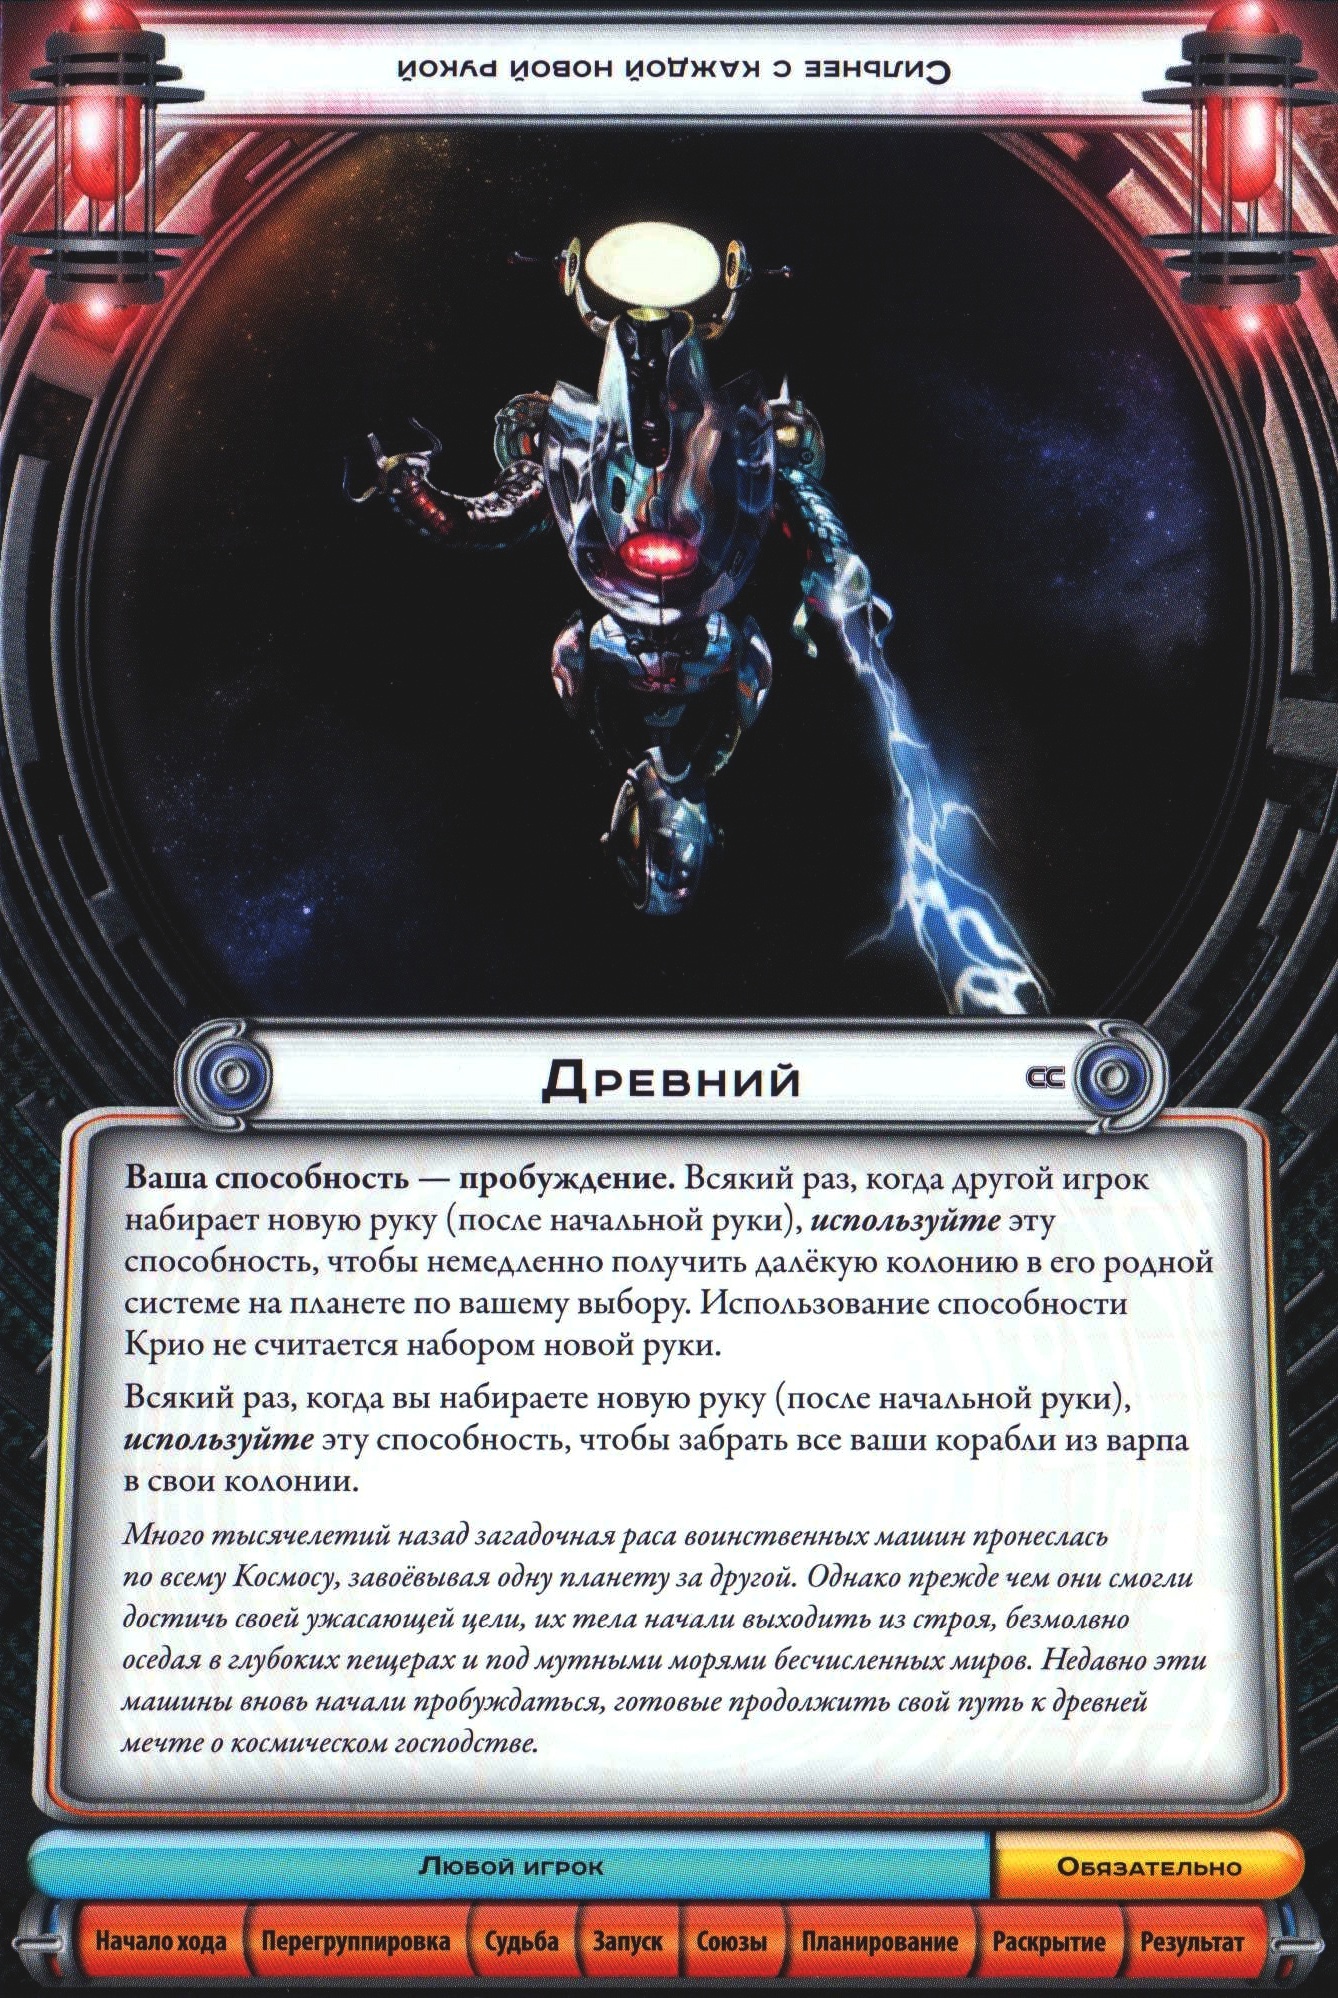 Сильнее с каждой новой рукой
Древний
CC
Ваша способность — пробуждение. Всякий раз, когда другой игрок
набирает новую руку (после начальной руки), используйте эту
способность, чтобы немедленно получить далёкую колонию в его родной
системе на планете по вашему выбору. Использование способности
Крио не считается набором новой руки.
Всякий раз, когда вы набираете новую руку (после начальной руки),
используйте эту способность, чтобы забрать все ваши корабли из варпа
в свои колонии.
Много тысячелетий назад загадочная раса воинственных машин пронеслась
по всему Космосу, завоёвывая одну планету за другой. Однако прежде чем они смогли
достичь своей ужасающей цели, их тела начали выходить из строя, безмолвно
оседая в глубоких пещерах и под мутными морями бесчисленных миров. Недавно эти
машины вновь начали пробуждаться, готовые продолжить свой путь к древней
мечте о космическом господстве.
Любой игрок Обязательно
Начало хода Перегруппировка Судьба Запуск Союзы Планирование Раскрытие Результат